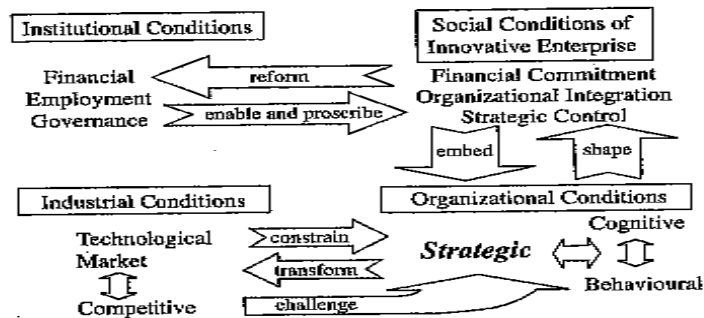 Institutional Conditions
Social Conditions of
Innovative Enterprise
Financial
Employment
Governance
reform
enable and proscribe
Financial Commitment
Organizational Integration
Strategic Control
embed
shape
Industrial Conditions
Organizational Conditions
Technological
Market
Competitive
constrain
transform
challenge
Strategic
Cognitive
Behavioural